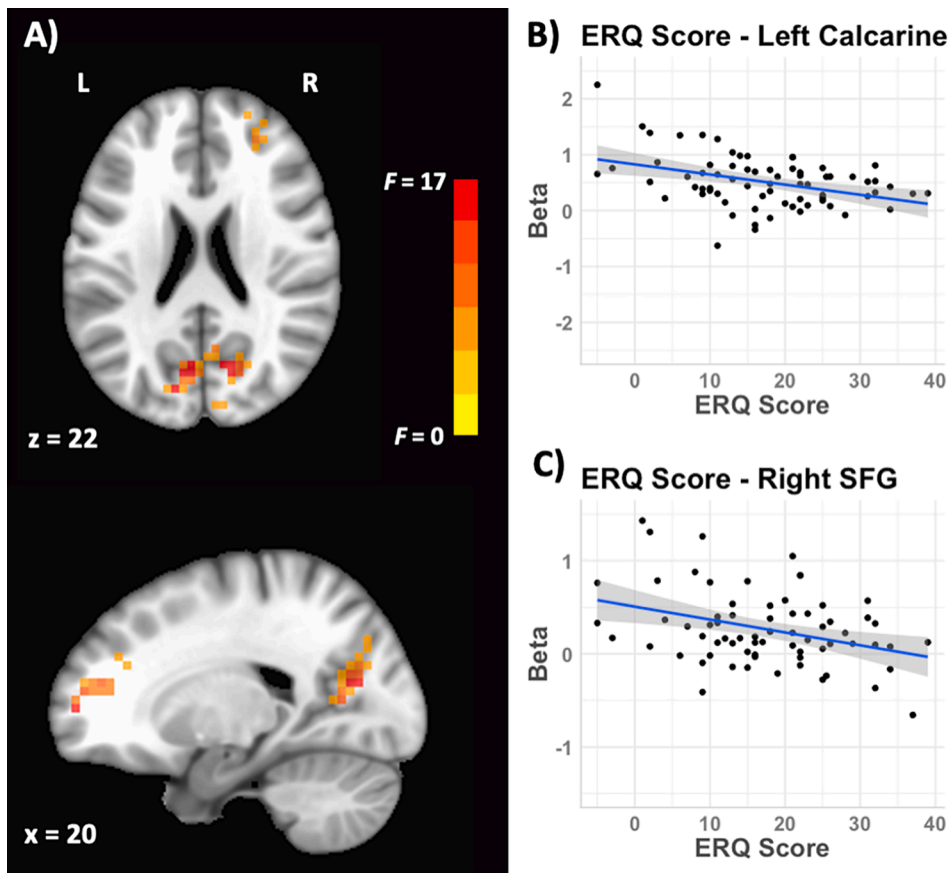 A)
L R
F = 17
F = 0
z = 22
x = 20
B) ERQ Score - Left Calcarine
2
1
0
-1
-2
Beta
0 10 20 30 40
ERQ Score
C) ERQ Score - Right SFG
1
0
-1
Beta
0 10 20 30 40
ERQ Score